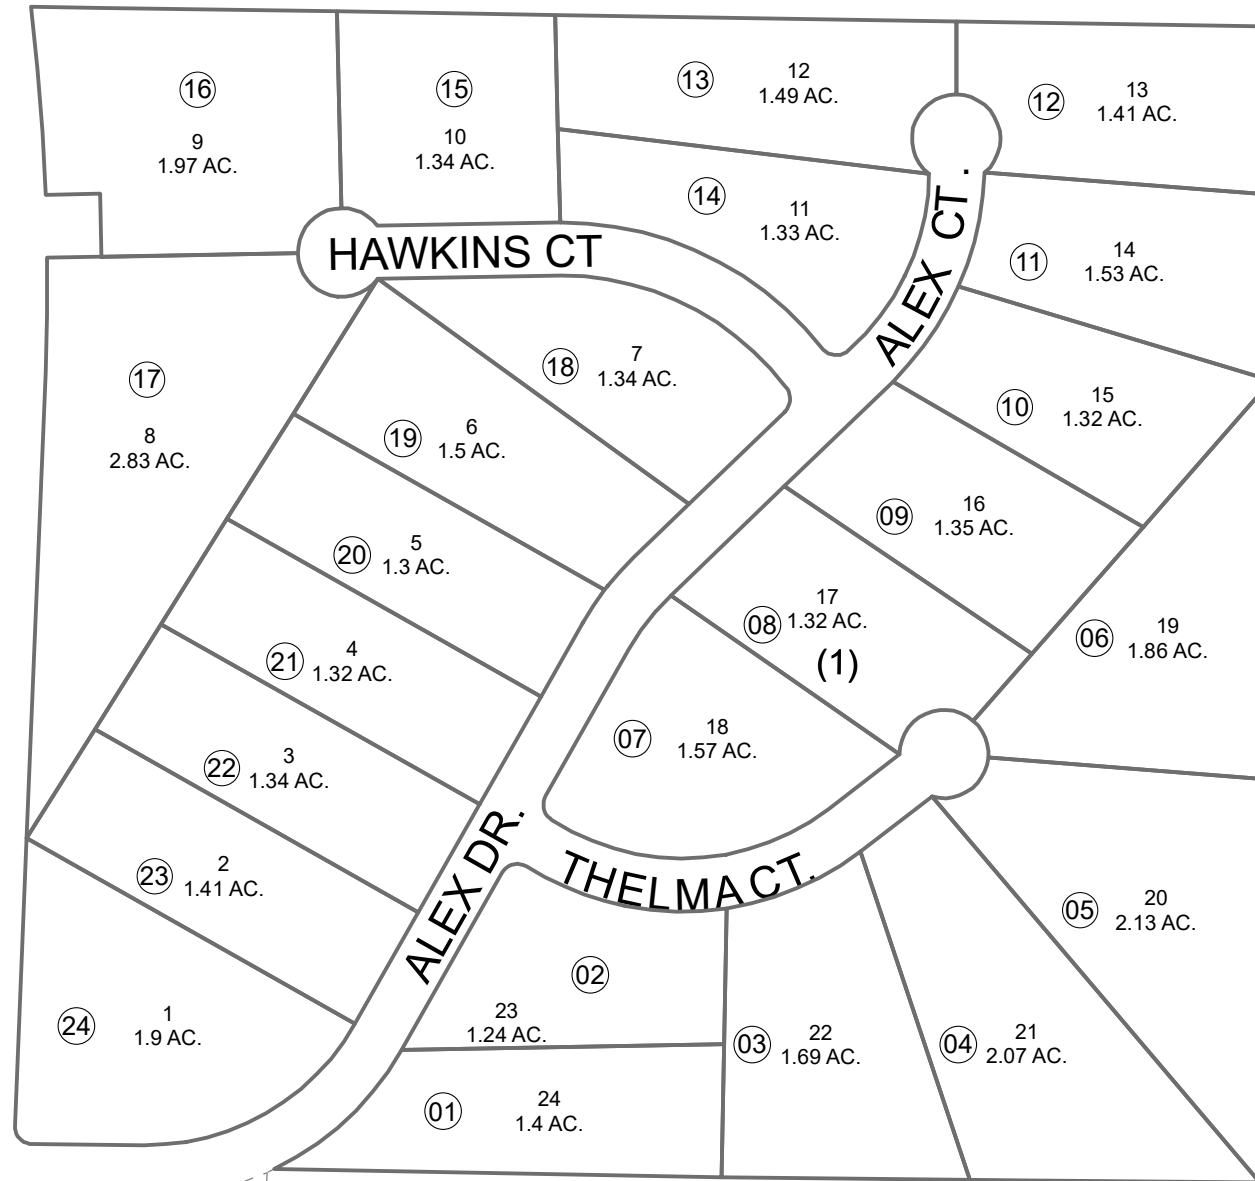 16
9
1.97 AC.
15
10
1.34 AC.
13
12
1.49 AC.
12
13
1.41 AC.
14
11
1.33 AC.
HAWKINS CT
ALEX CT .
11
14
1.53 AC.
17
8
2.83 AC.
18
7
1.34 AC.
19
6
1.5 AC.
10
15
1.32 AC.
09
16
1.35 AC.
20
5
1.3 AC.
08
17
1.32 AC.
(1)
06
19
1.86 AC.
21
4
1.32 AC.
07
18
1.57 AC.
22
3
1.34 AC.
23
2
1.41 AC.
ALEX DR.
THELMA CT.
05
20
2.13 AC.
02
23
1.24 AC.
24
1
1.9 AC.
03
22
1.69 AC.
04
21
2.07 AC.
01
24
1.4 AC.